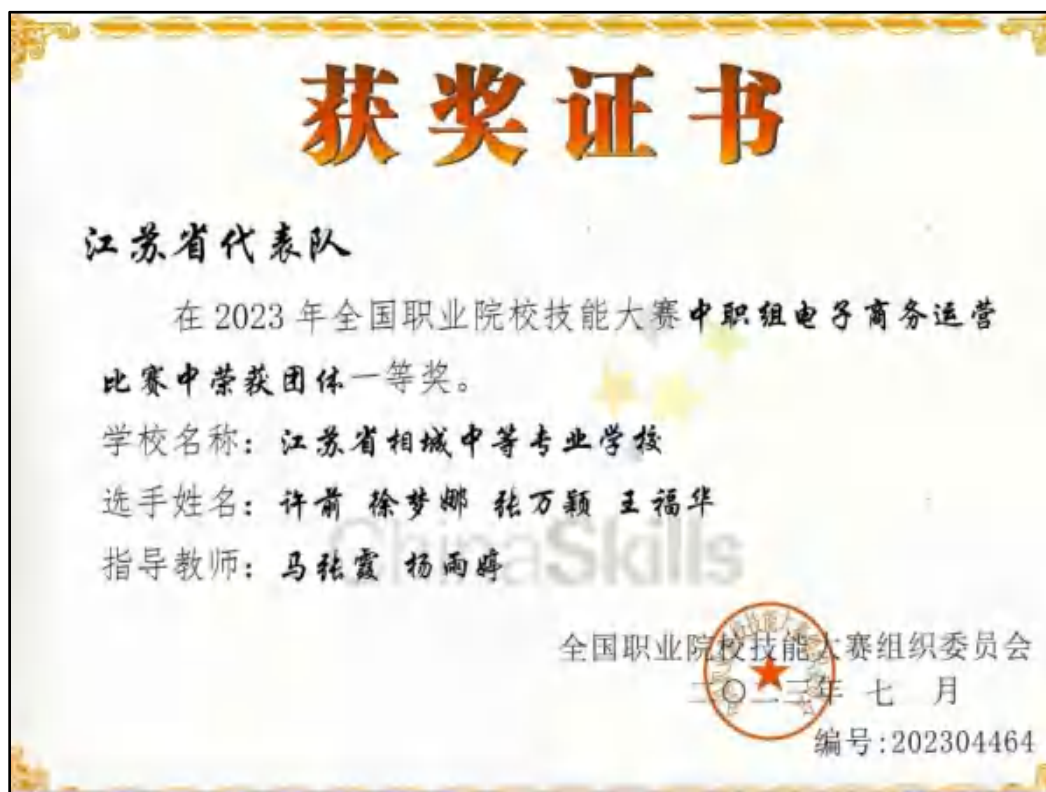 获奖证书
江苏省代表队
在2023年全国职业院校技能大赛中职组电子商务运营
比赛中荣获团体一等奖。
学校名称：江苏省相城中等专业学校
选手姓名：许前 徐梦娜 张万颖 王福华
指导教师：马张霞 杨雨婷
ChinaSkills
全国职业院校技能大赛组织委员会
二〇二三年 七 月
编号:202304464